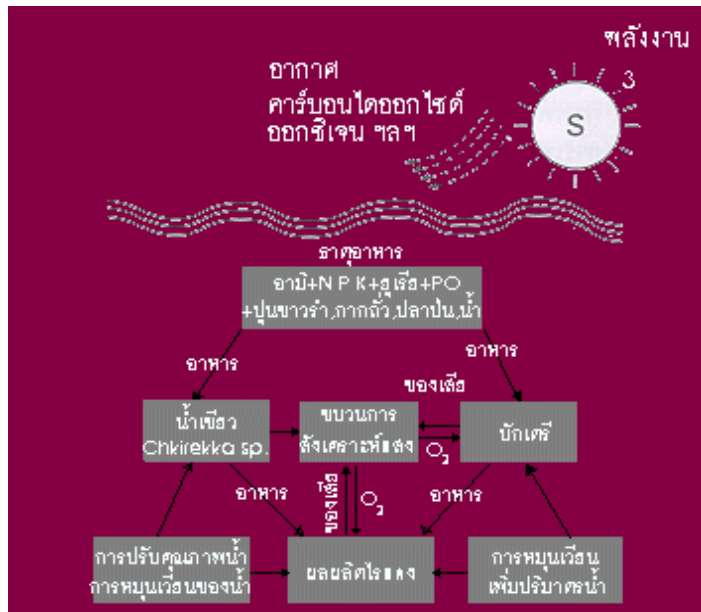 พลังงาน
อากาศ
3
คาร์บอนไดออกไซด์
ออกซิเจน ฯลฯ
S
ธาตุอาหาร
อามิ+N P K+ยูเรีย+PO
+ปูนขาวรำ,กากถั่ว,ปลาป่น,น้ำ
อาหาร
อาหาร
ของเสีย
น้ำเขียว
Chkirekka sp.
ขบวนการ
สังเคราะห์แสง
บักเตรี
O2
อาหาร
ของเสีย
O2
อาหาร
การปรับคุณภาพน้ำ
การหมุนเวียนของน้ำ
ผลผลิตไรแดง
การหมุนเวียน
เพิ่มปริมาตรน้ำ